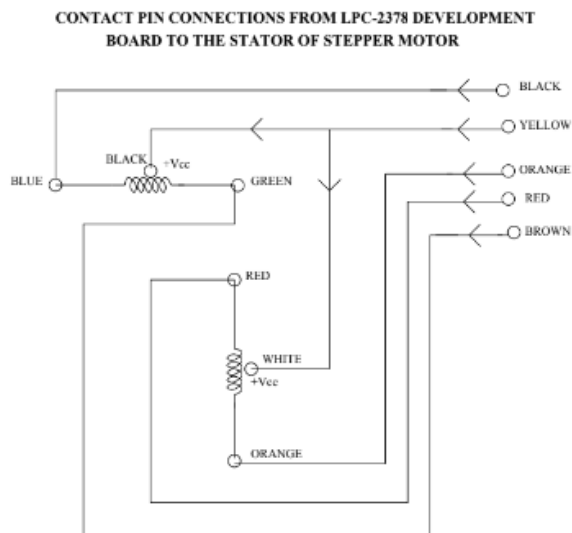 CONTACT PIN CONNECTIONS FROM LPC-2378 DEVELOPMENT
BOARD TO THE STATOR OF STEPPER MOTOR
BLACK
YELLOW
BLACK +Vcc
ORANGE
BLUE
GREEN
RED
BROWN
RED
WHITE
+Vcc
ORANGE